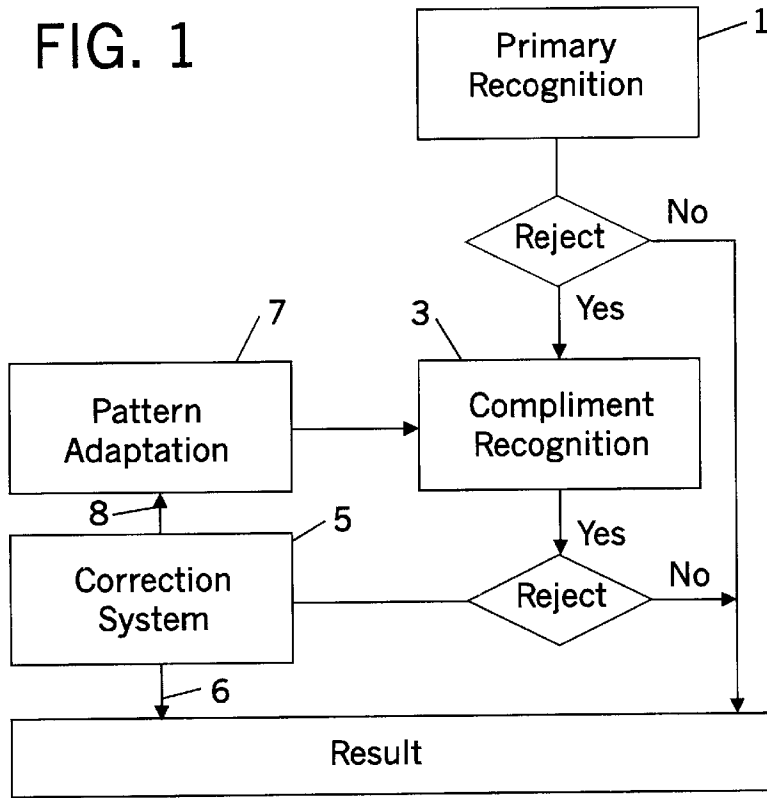 FIG. 1
1
Primary
Recognition
Reject
No
Yes
7
3
Pattern
Adaptation
Compliment
Recognition
8
5
Yes
Correction
System
Reject
No
6
Result